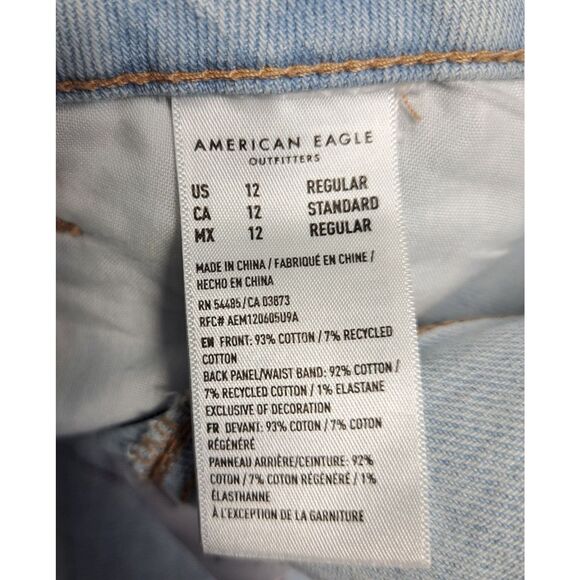 AMERICAN EAGLE
OUTFITTERS
US 12 REGULAR
CA 12 STANDARD
MX 12 REGULAR
MADE IN CHINA / FABRIQUÉ EN CHINE /
HECHO EN CHINA
RN 54485 / CA 03873
RFC# AEM120605U9A
EN FRONT: 93% COTTON / 7% RECYCLED
COTTON
BACK PANEL/WAIST BAND: 92% COTTON /
7% RECYCLED COTTON / 1% ELASTANE
EXCLUSIVE OF DECORATION
FR DEVANT: 93% COTON / 7% COTON
RÉGÉNÉRÉ
PANNEAU ARRIÈRE/CEINTURE: 92%
COTON / 7% COTON RÉGÉNÉRÉ / 1%
ÉLASTHANNE
À L'EXCEPTION DE LA GARNITURE